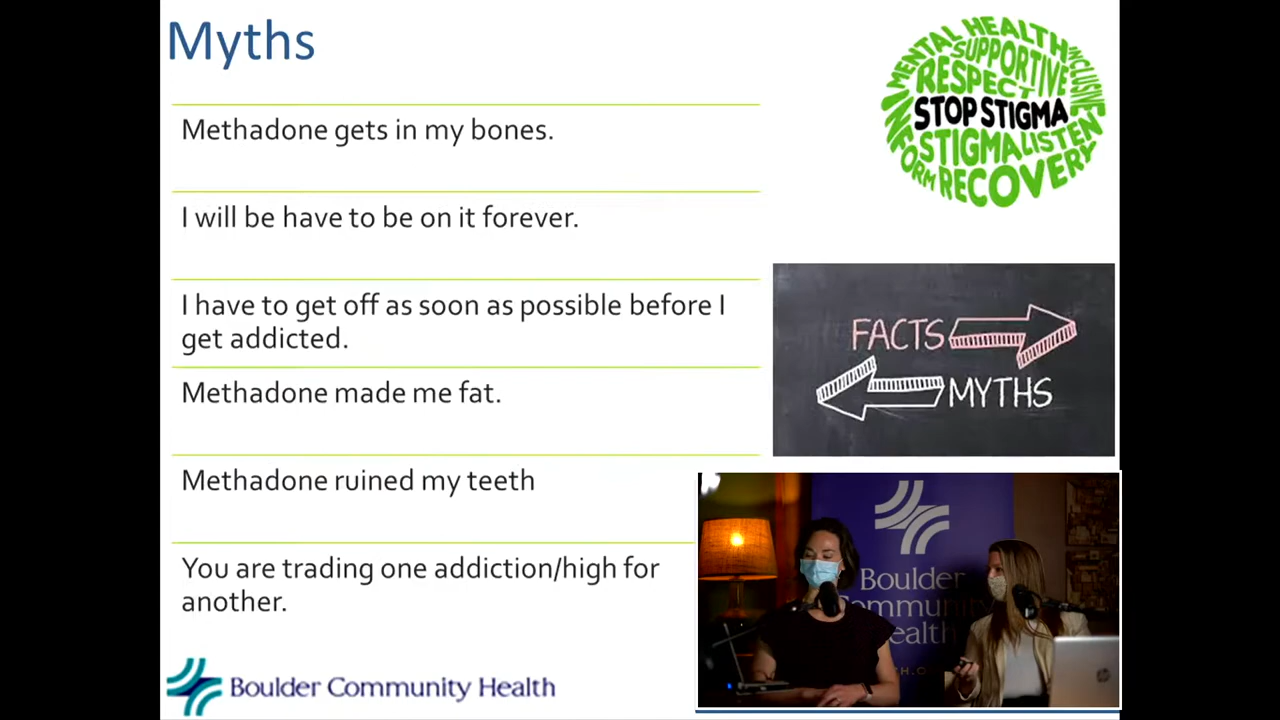 Myths
Methadone gets in my bones.
I will be have to be on it forever.
I have to get off as soon as possible before I
get addicted.
Methadone made me fat.
Methadone ruined my teeth
You are trading one addiction/high for
another.
Boulder Community Health
MENTAL HEALTH
INCLUSIVE
SUPPORTIVE
RESPECT
STOP STIGMA
STIGMA LISTEN
INFORM RECOVERY
FACTS
MYTHS
Boulder
Community
Health